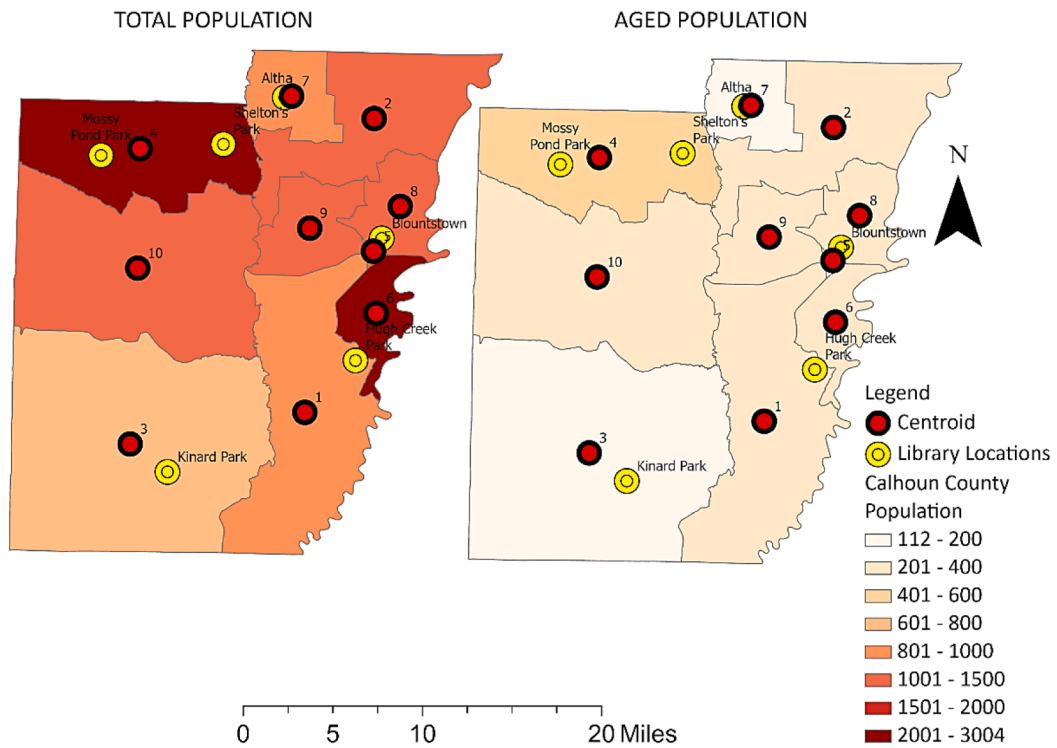 TOTAL POPULATION
AGED POPULATION
Altha
7
Shelton's
Park
2
Mossy
Pond Park
4
8
Blountstown
9
5
10
6
Hugh Creek
Park
1
3
Kinard Park
Altha
7
Shelton's
Park
2
Mossy
Pond Park
4
8
Blountstown
9
5
10
6
Hugh Creek
Park
1
3
Kinard Park
N
Legend
Centroid
Library Locations
Calhoun County
Population
112 - 200
201 - 400
401 - 600
601 - 800
801 - 1000
1001 - 1500
1501 - 2000
2001 - 3004
0 5 10 20 Miles